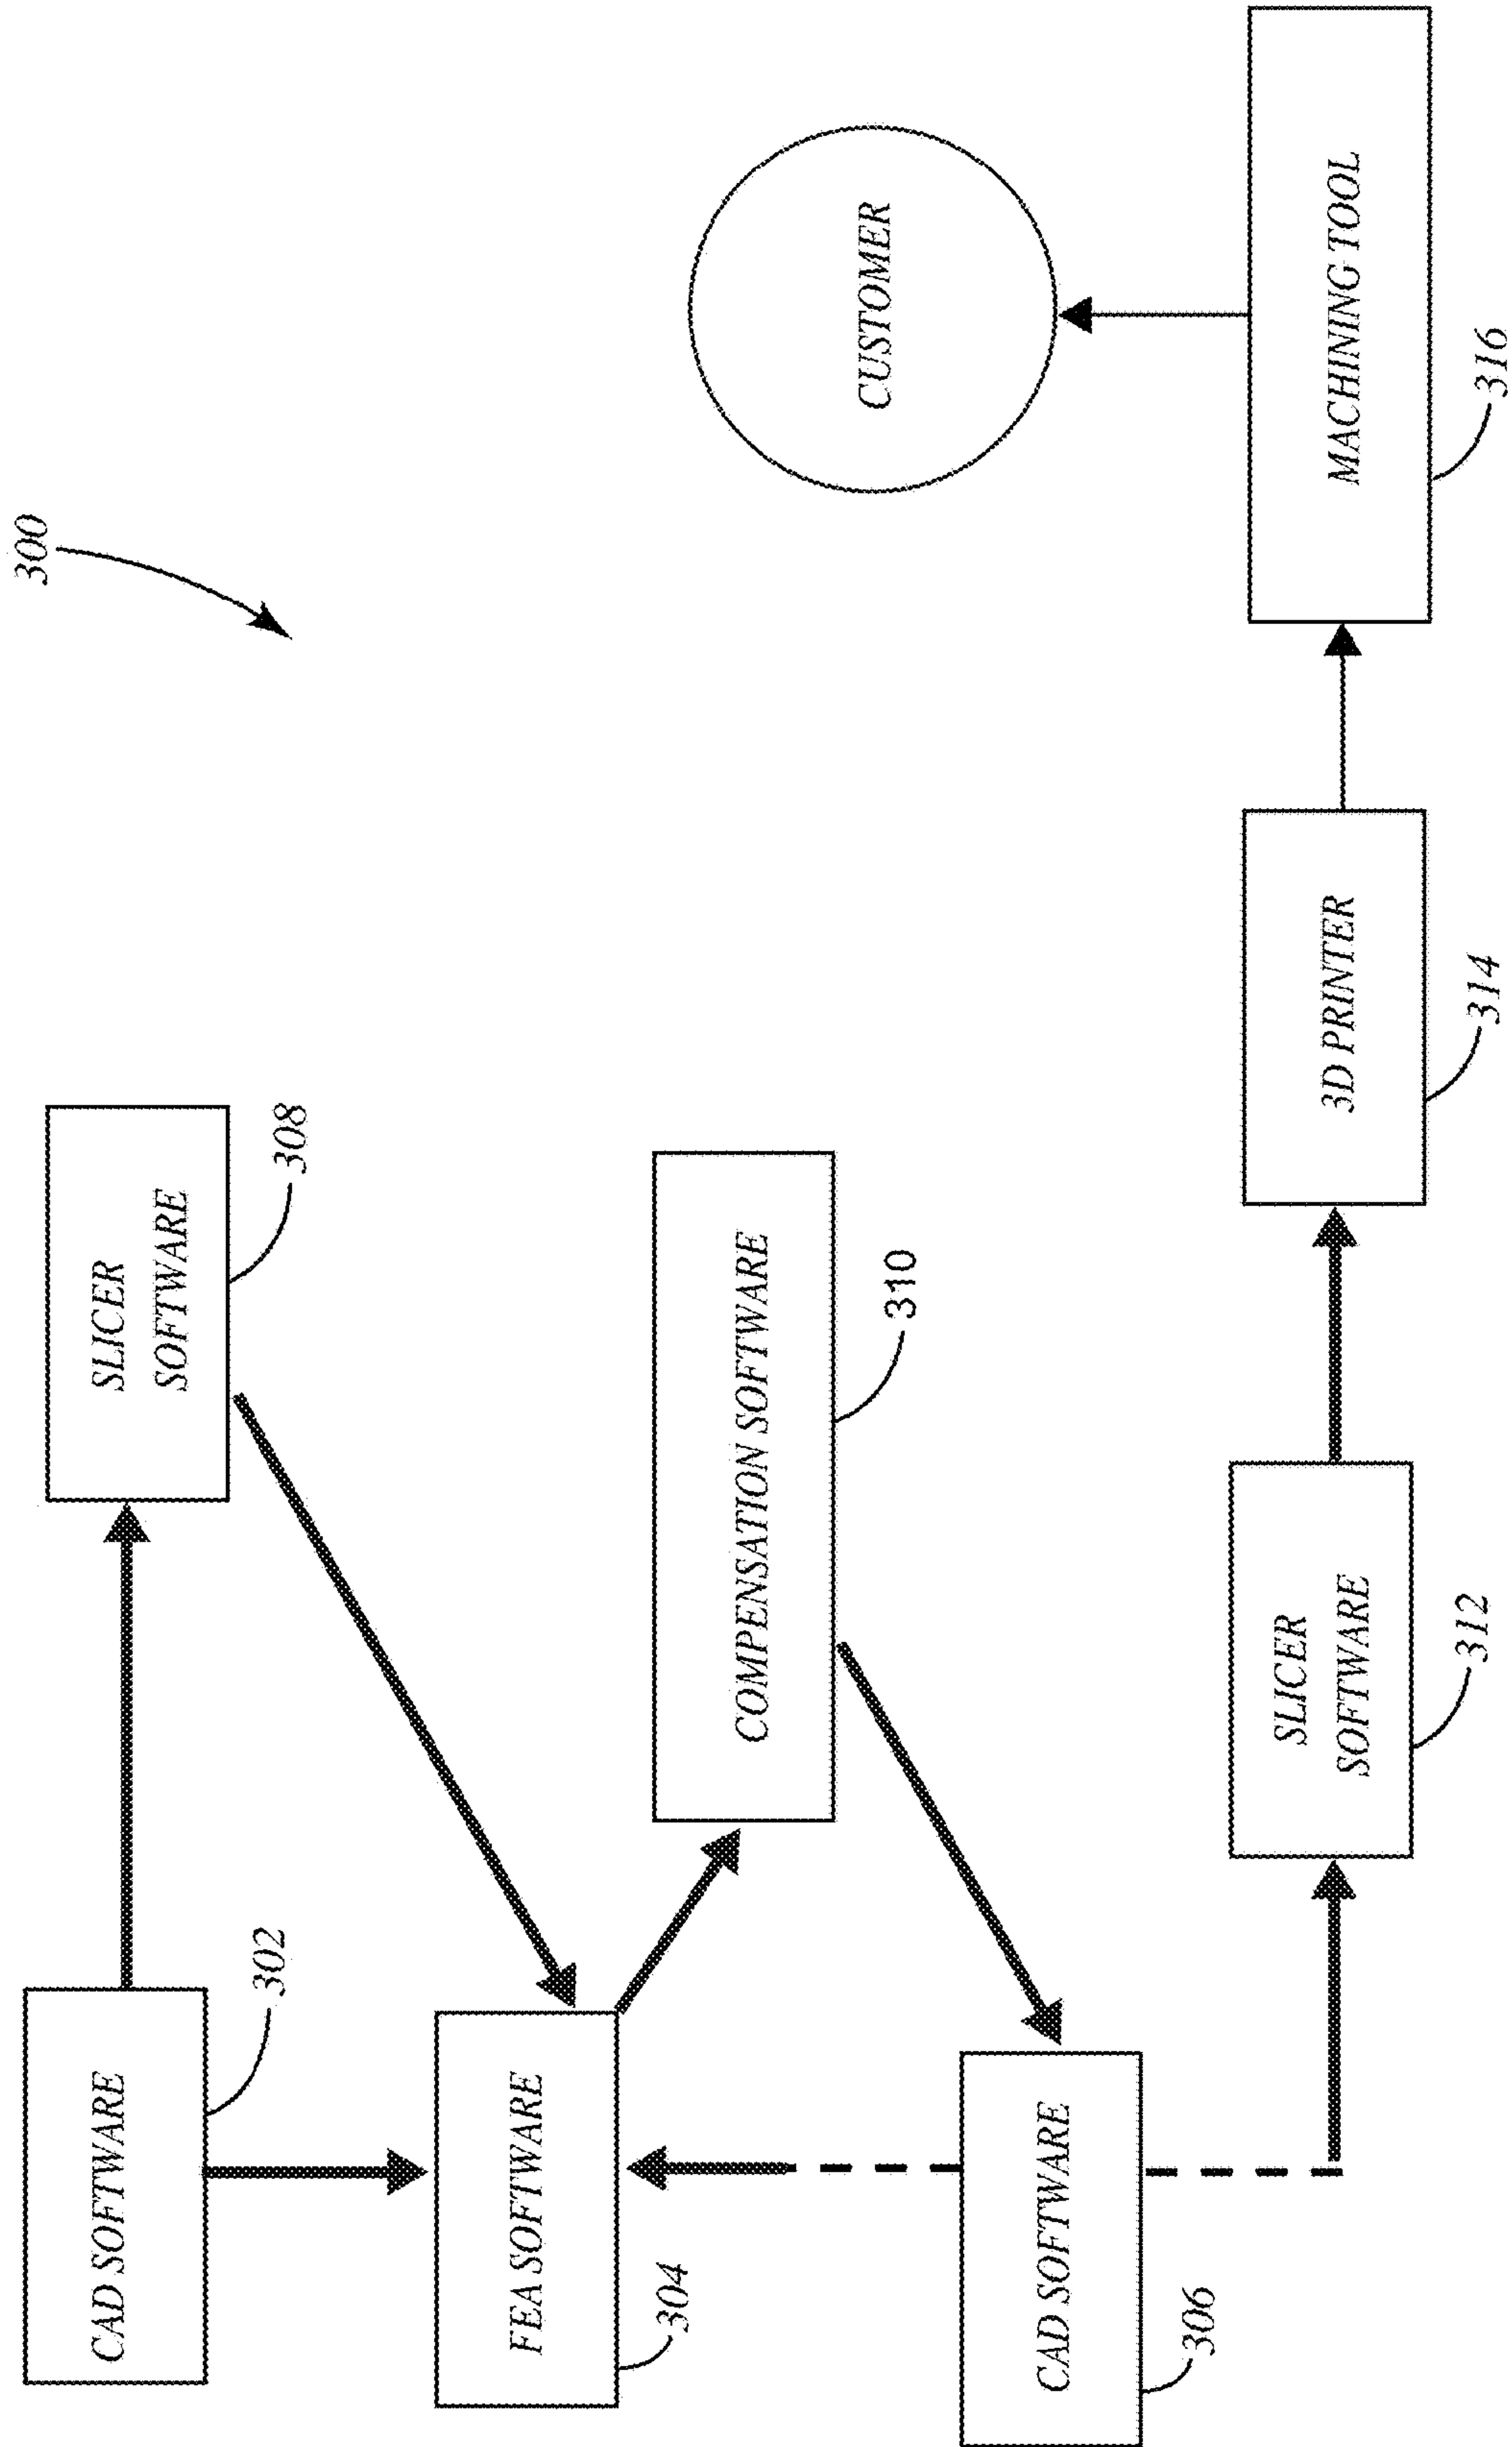 300
CAD SOFTWARE
302
SLICER
SOFTWARE
308
FEA SOFTWARE
304
COMPENSATION SOFTWARE
310
CUSTOMER
CAD SOFTWARE
306
SLICER
SOFTWARE
312
3D PRINTER
314
MACHINING TOOL
316